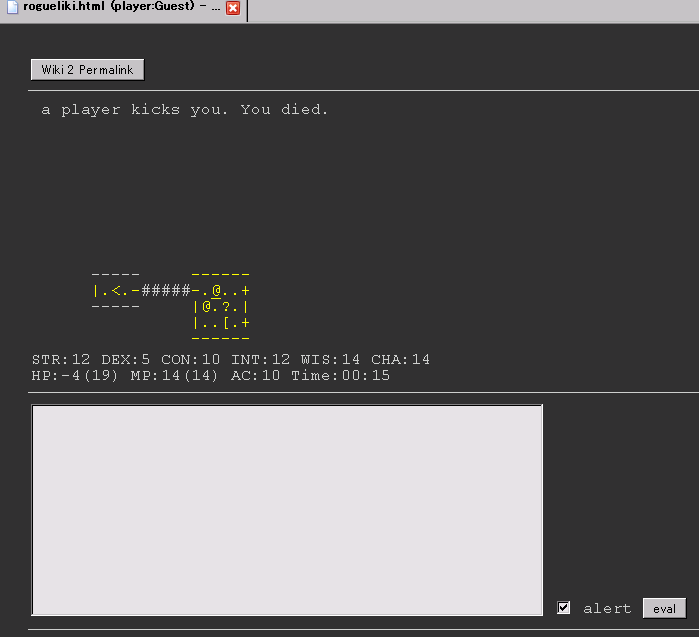 rogueliki.html (player:Guest) - ...
Wiki 2 Permalink
a player kicks you. You died.
-----     ------
|.<.-#####-.@..+
-----     |@.?.|
          |..[.+
          ------
STR:12 DEX:5 CON:10 INT:12 WIS:14 CHA:14
HP:-4(19) MP:14(14) AC:10 Time:00:15
alert eval